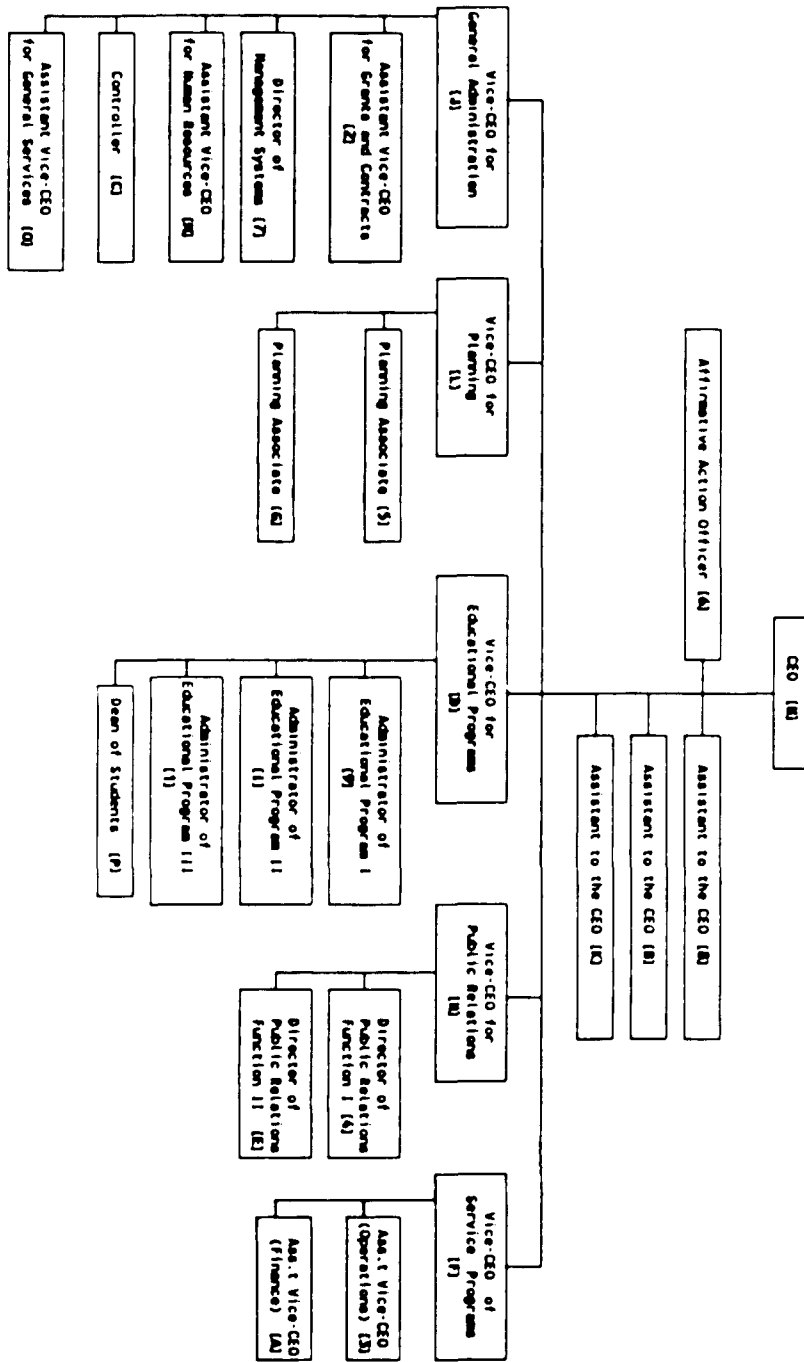 CEO [N]
Affirmative Action Officer [&]
Assistant to the CEO [8]
Assistant to the CEO [B]
Assistant to the CEO [K]
Vice-CEO for
General Administration
[J]
Assistant Vice-CEO
for Grants and Contracts
[2]
Director of
Management Systems [7]
Assistant Vice-CEO
for Human Resources [M]
Controller [C]
Assistant Vice-CEO
for General Services [O]
Vice-CEO for
Planning
[L]
Planning Associate [5]
Planning Associate [G]
Vice-CEO for
Educational Programs
[D]
Administrator of
Educational Program I
[9]
Administrator of
Educational Program II
[I]
Administrator of
Educational Program III
[1]
Dean of Students [P]
Vice-CEO for
Public Relations
[H]
Director of
Public Relations
function I [4]
Director of
Public Relations
function II [E]
Vice-CEO of
Service Programs
[F]
Ass.t Vice-CEO
(Operations) [3]
Ass.t Vice-CEO
(Finance) [A]